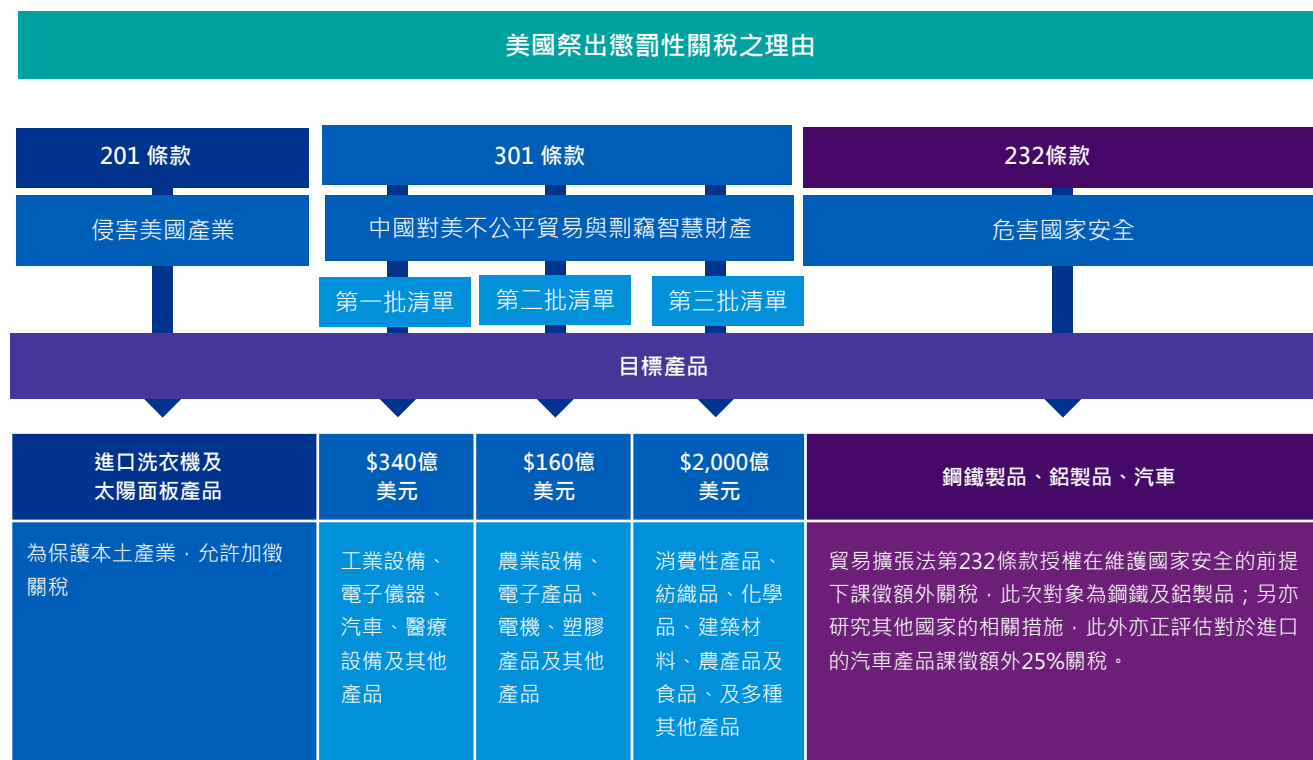 美國祭出懲罰性關稅之理由
201 條款
301 條款
232條款
侵害美國產業
中國對美不公平貿易與剽竊智慧財產
危害國家安全
第一批清單
第二批清單
第三批清單
目標產品
進口洗衣機及
太陽面板產品
$340億
美元
$160億
美元
$2,000億
美元
鋼鐵製品、鋁製品、汽車
為保護本土產業，允許加徵
關稅
工業設備、
電子儀器、
汽車、醫療
設備及其他
產品
農業設備、
電子產品、
電機、塑膠
產品及其他
產品
消費性產品、
紡織品、化學
品、建築材
料、農產品及
食品、及多種
其他產品
貿易擴張法第232條款授權在維護國家安全的前提
下課徵額外關稅，此次對象為鋼鐵及鋁製品；另亦
研究其他國家的相關措施，此外亦正評估對於進口
的汽車產品課徵額外25%關稅。